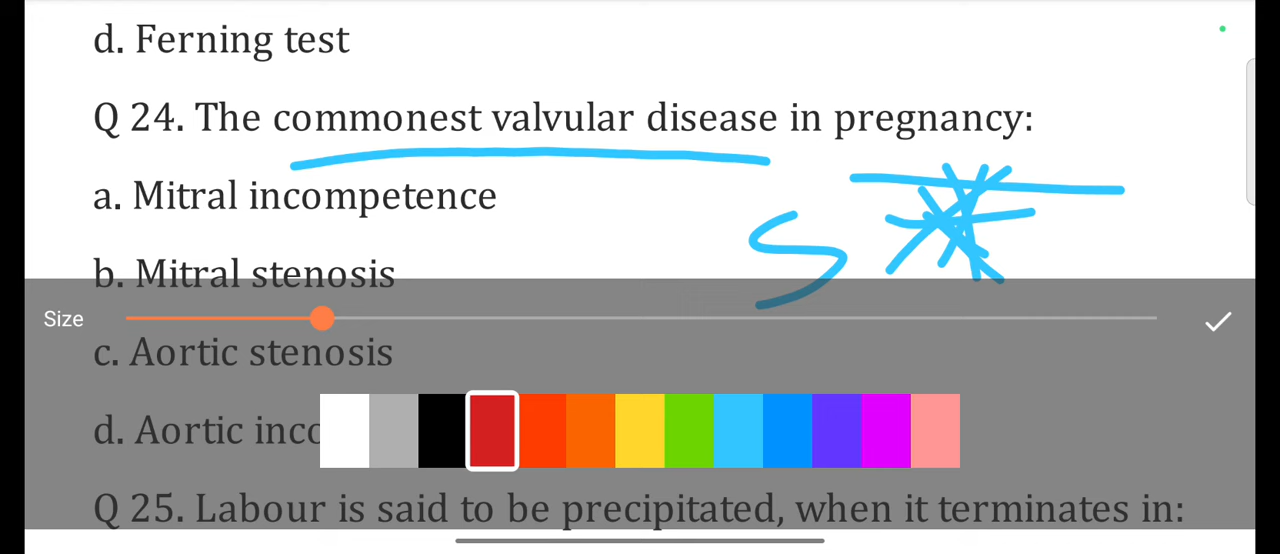 d. Ferning test
Q 24. The commonest valvular disease in pregnancy:
a. Mitral incompetence
S
b. Mitral stenosis
Size
c. Aortic stenosis
d. Aortic inco
Q 25. Labour is said to be precipitated, when it terminates in: